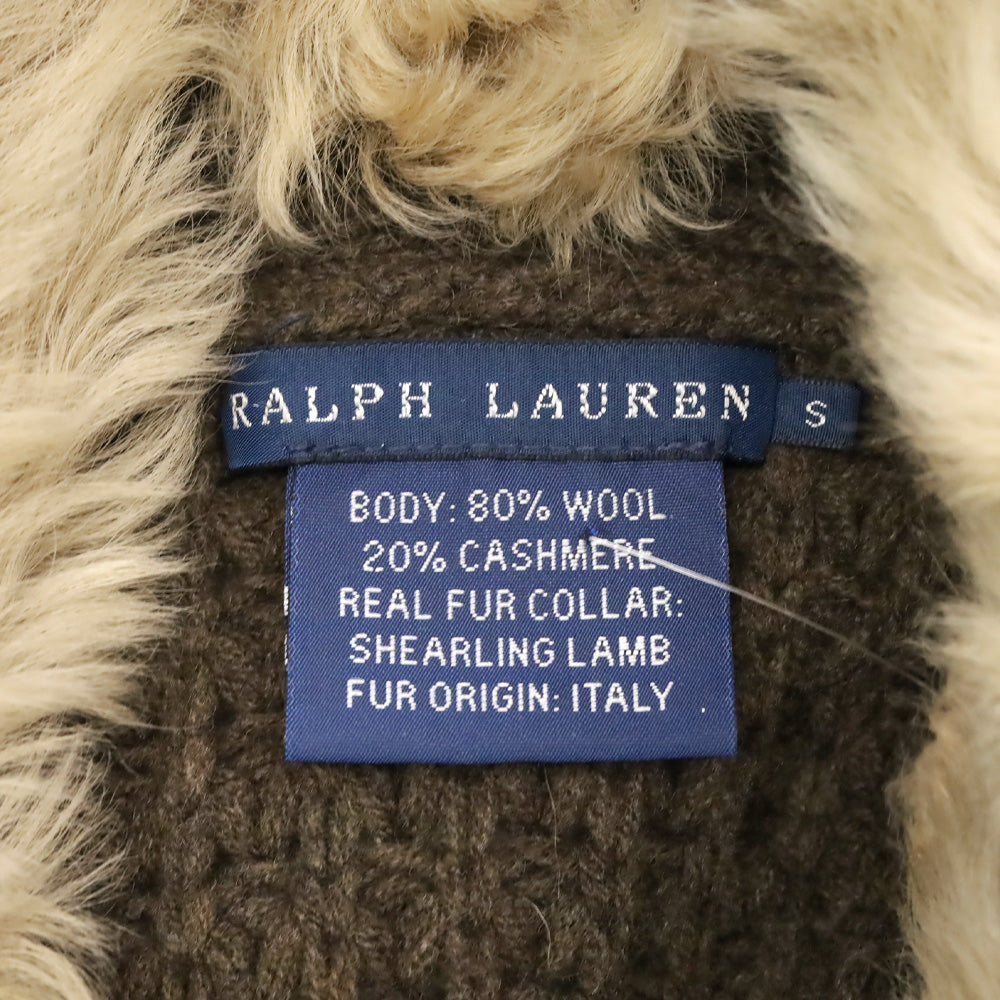 RALPH LAUREN S
BODY: 80% WOOL
20% CASHMERE
REAL FUR COLLAR:
SHEARLING LAMB
FUR ORIGIN: ITALY